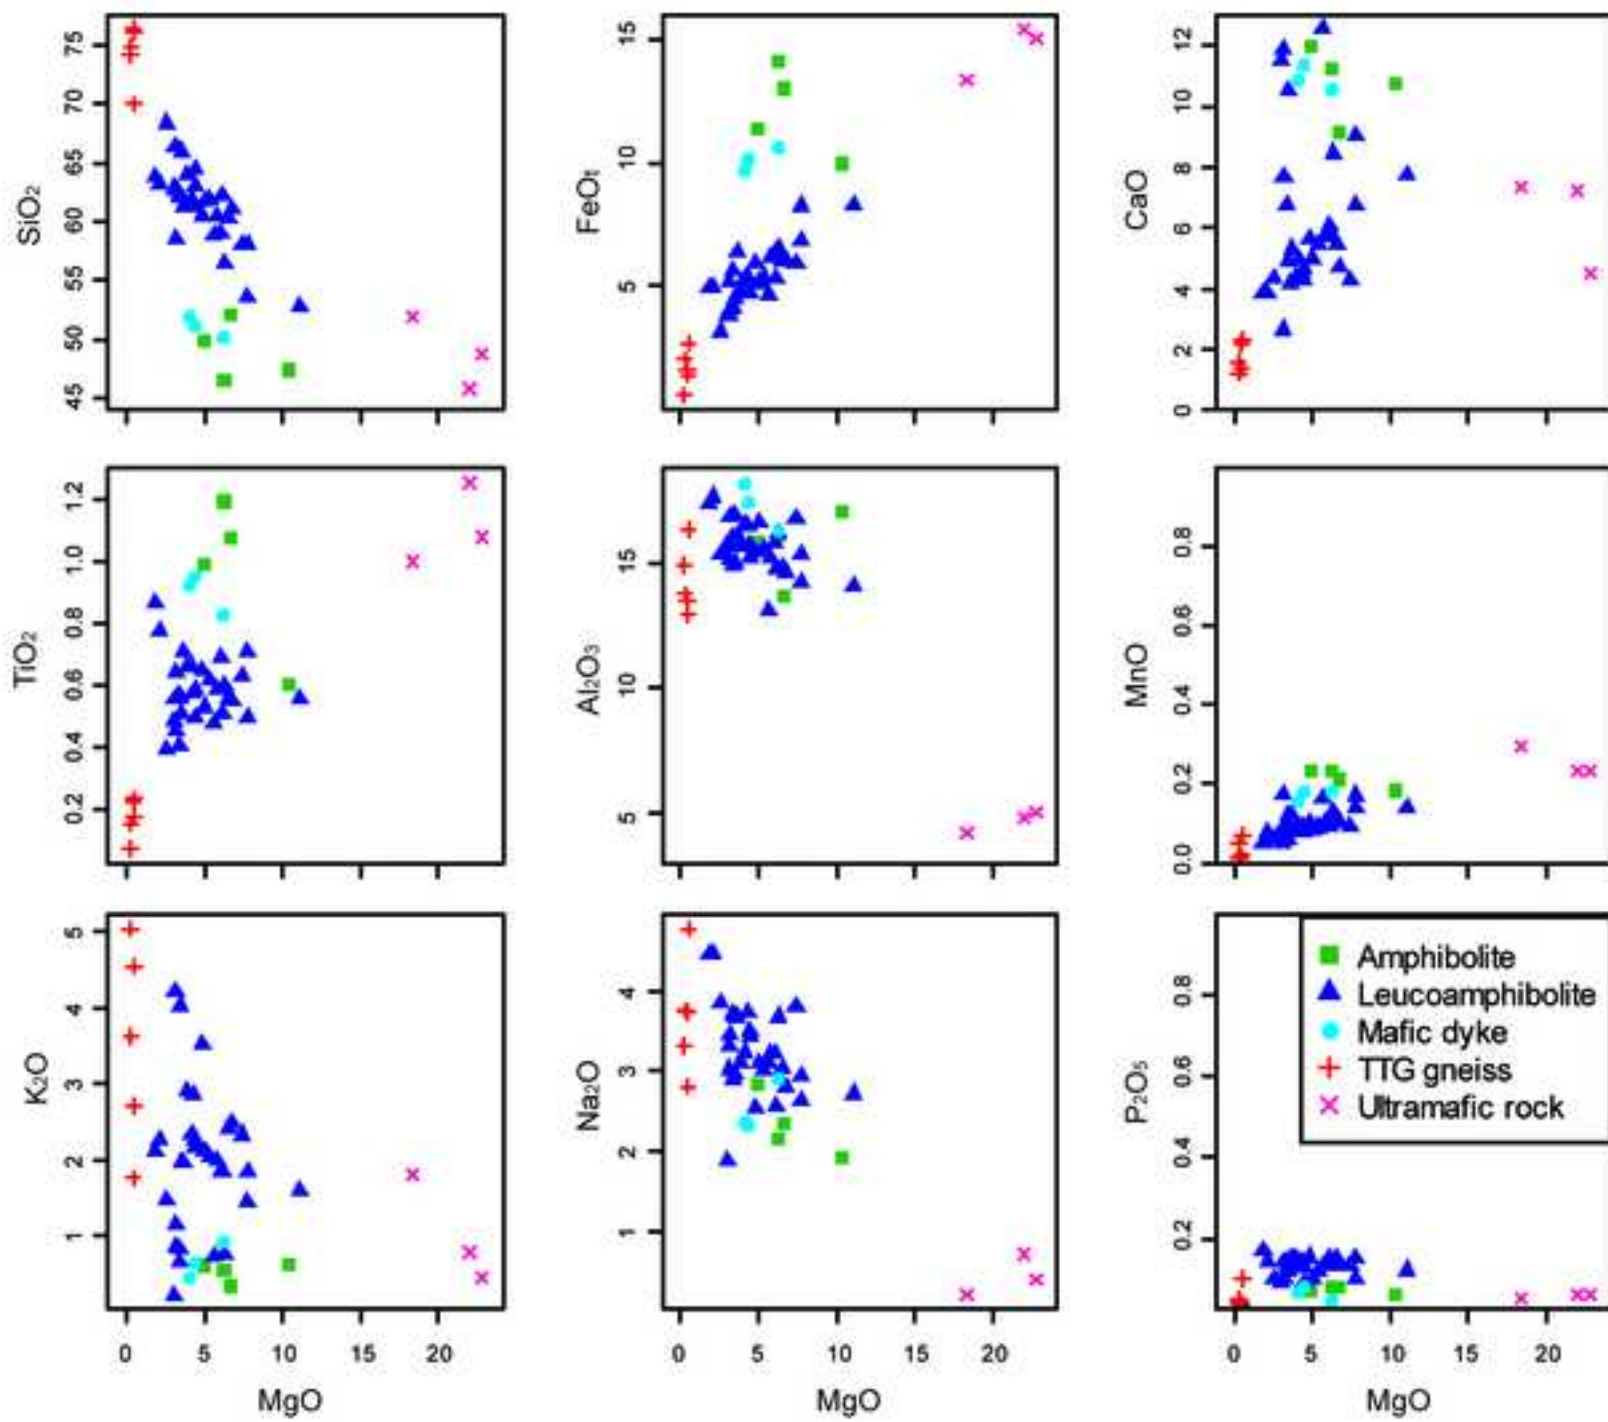 75
70
65
60
55
50
45
SiO₂
15
10
5
FeOt
12
10
8
6
4
2
0
CaO
1.2
1.0
0.8
0.6
0.4
0.2
TiO₂
15
10
5
Al₂O₃
0.8
0.6
0.4
0.2
0.0
MnO
5
4
3
2
1
K₂O
0 5 10 15 20
MgO
4
3
2
1
Na₂O
0 5 10 15 20
MgO
0.8
0.6
0.4
0.2
P₂O₅
Amphibolite
Leucoamphibolite
Mafic dyke
TTG gneiss
Ultramafic rock
0 5 10 15 20
MgO